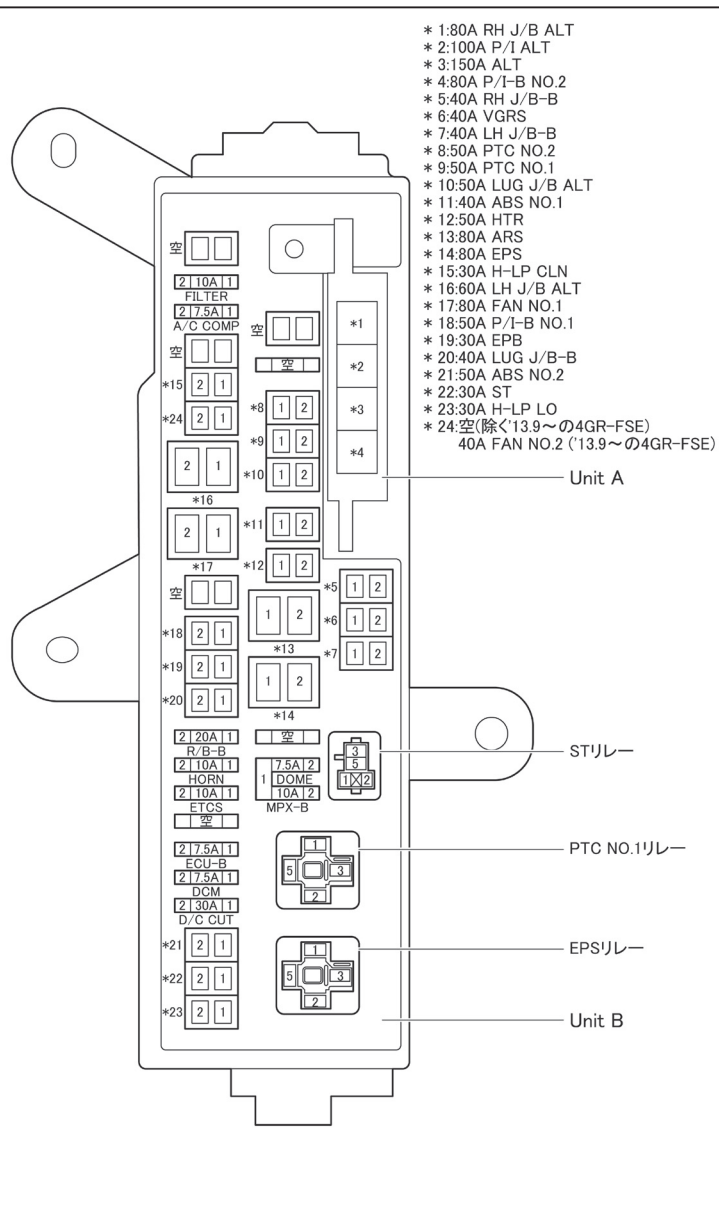 * 1:80A RH J/B ALT
* 2:100A P/I ALT
* 3:150A ALT
* 4:80A P/I-B NO.2
* 5:40A RH J/B-B
* 6:40A VGRS
* 7:40A LH J/B-B
* 8:50A PTC NO.2
* 9:50A PTC NO.1
* 10:50A LUG J/B ALT
* 11:40A ABS NO.1
* 12:50A HTR
* 13:80A ARS
* 14:80A EPS
* 15:30A H-LP CLN
* 16:60A LH J/B ALT
* 17:80A FAN NO.1
* 18:50A P/I-B NO.1
* 19:30A EPB
* 20:40A LUG J/B-B
* 21:50A ABS NO.2
* 22:30A ST
* 23:30A H-LP LO
* 24:空(除く'13.9～の4GR-FSE)
40A FAN NO.2 ('13.9～の4GR-FSE)
空
2 10A 1
FILTER
2 7.5A 1
A/C COMP
空
*15 2 1
*24 2 1
2 1
*16
2 1
*17
空
*18 2 1
*19 2 1
*20 2 1
2 20A 1
R/B-B
2 10A 1
HORN
2 10A 1
ETCS
空
2 7.5A 1
ECU-B
2 7.5A 1
DCM
2 30A 1
D/C CUT
*21 2 1
*22 2 1
*23 2 1
空
空
*8 1 2
*9 1 2
*10 1 2
*11 1 2
*12 1 2
1 2
*13
1 2
*14
空
1 7.5A 2
DOME
10A 2
MPX-B
*1
*2
*3
*4
Unit A
*5 1 2
*6 1 2
*7 1 2
3
5
1 2
STリレー
1
5 3
2
PTC NO.1リレー
1
5 3
2
EPSリレー
Unit B